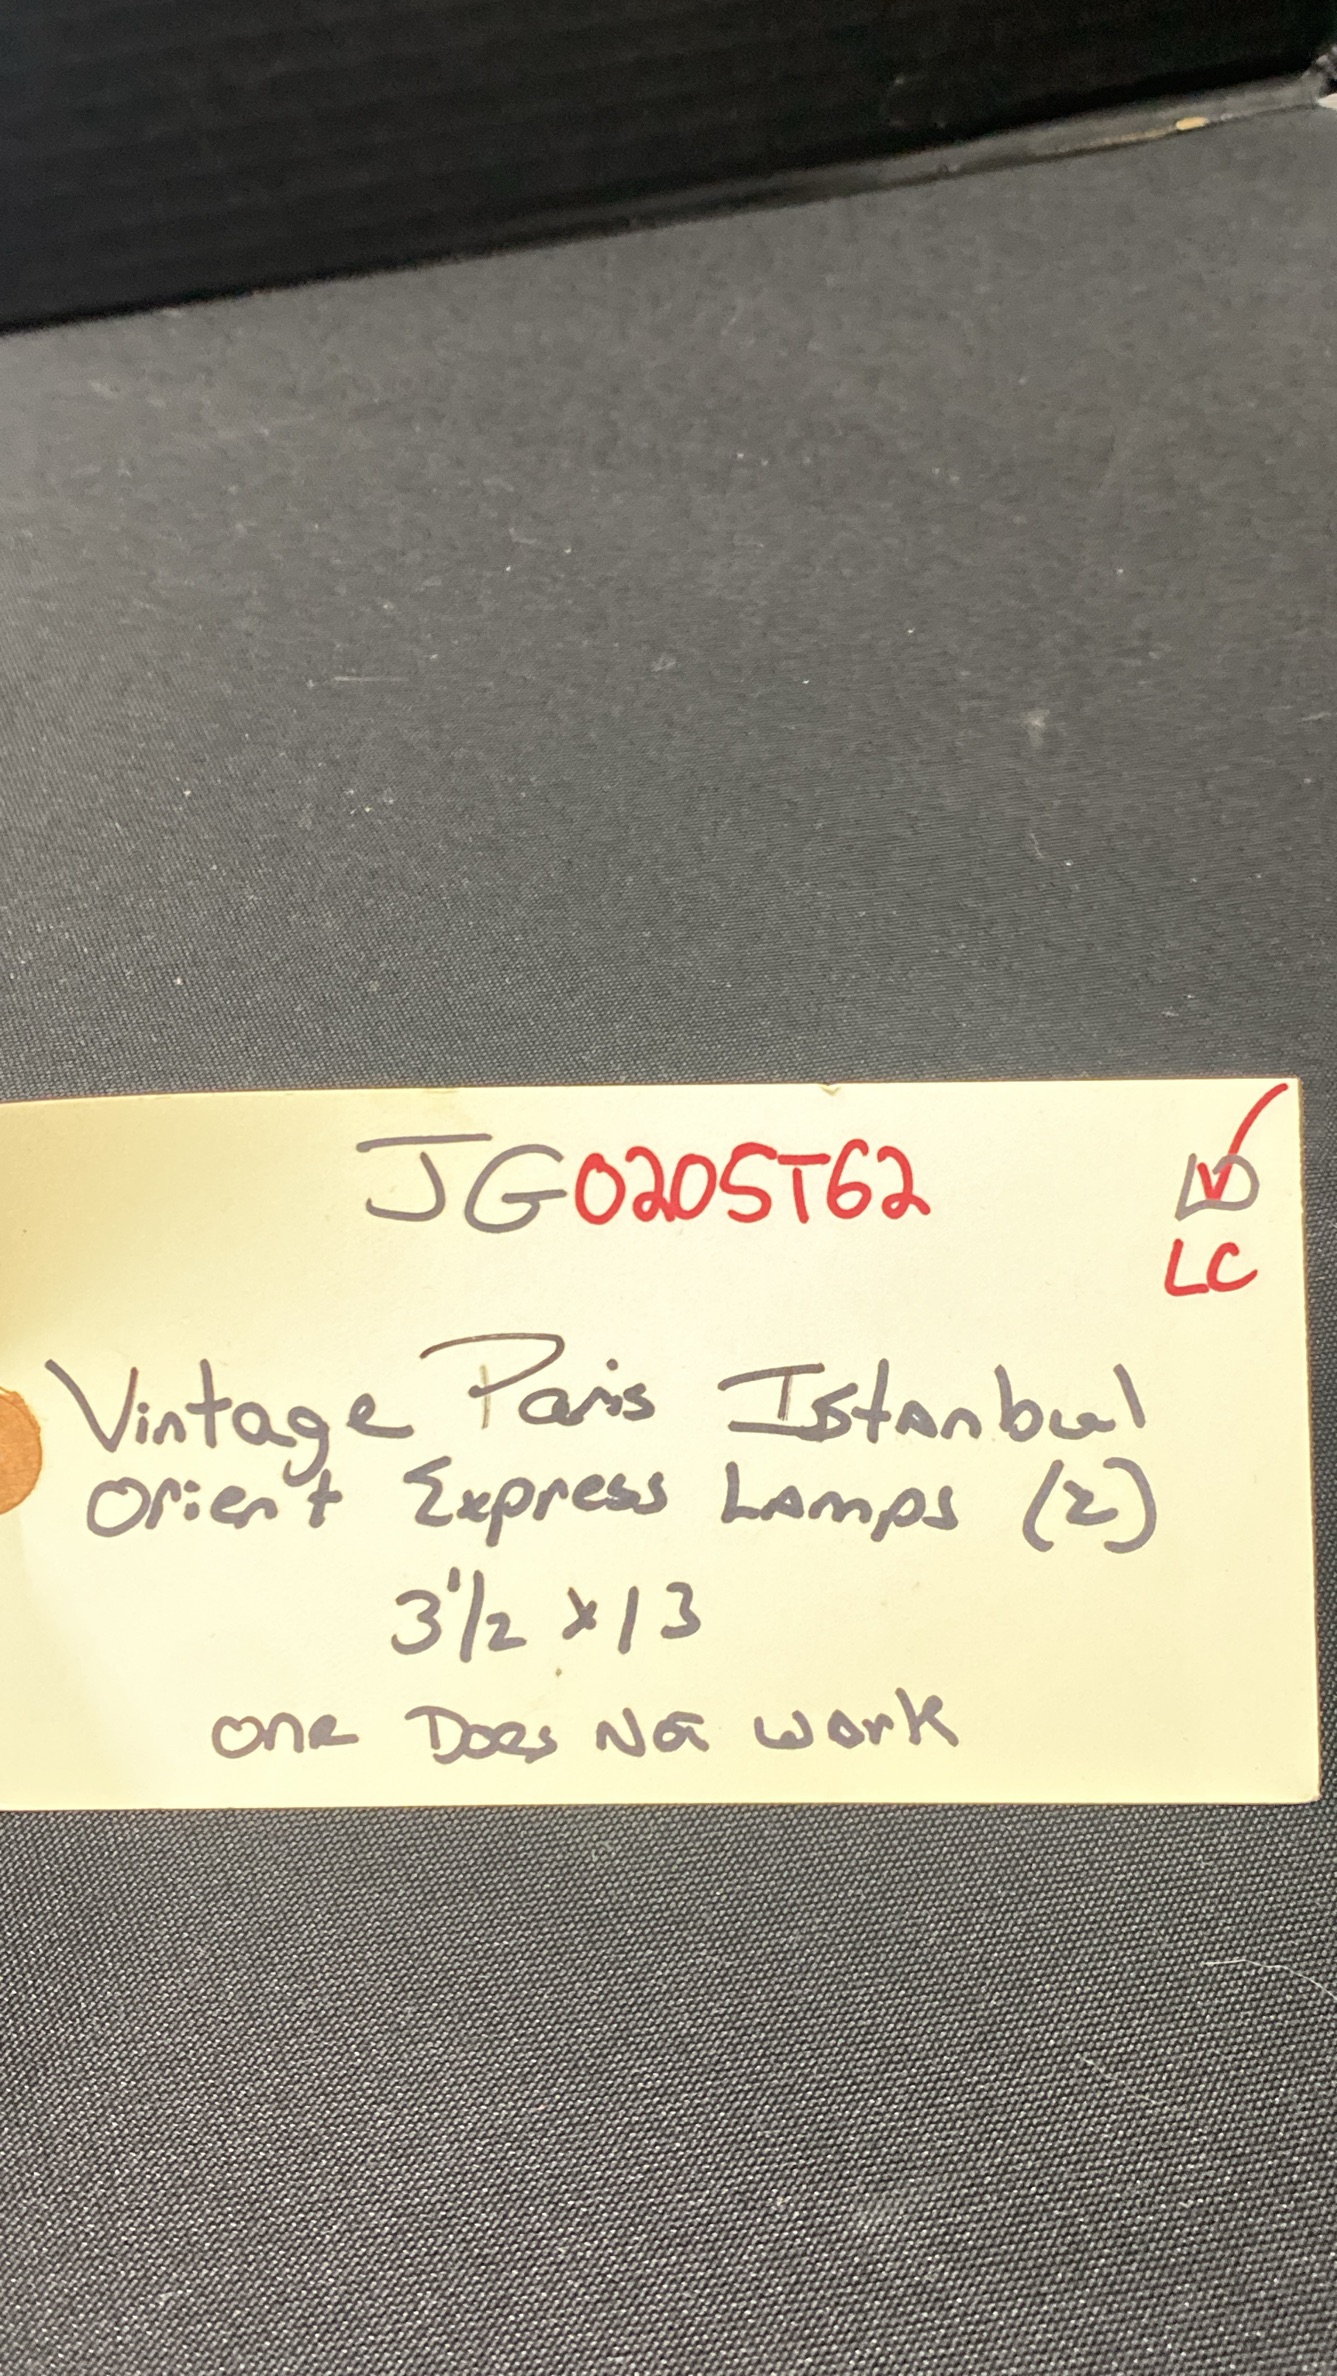 JG0205T62
LC
Vintage Paris Istanbul
Orient Express Lamps (2)
3 1/2 x 13
One Does Not Work